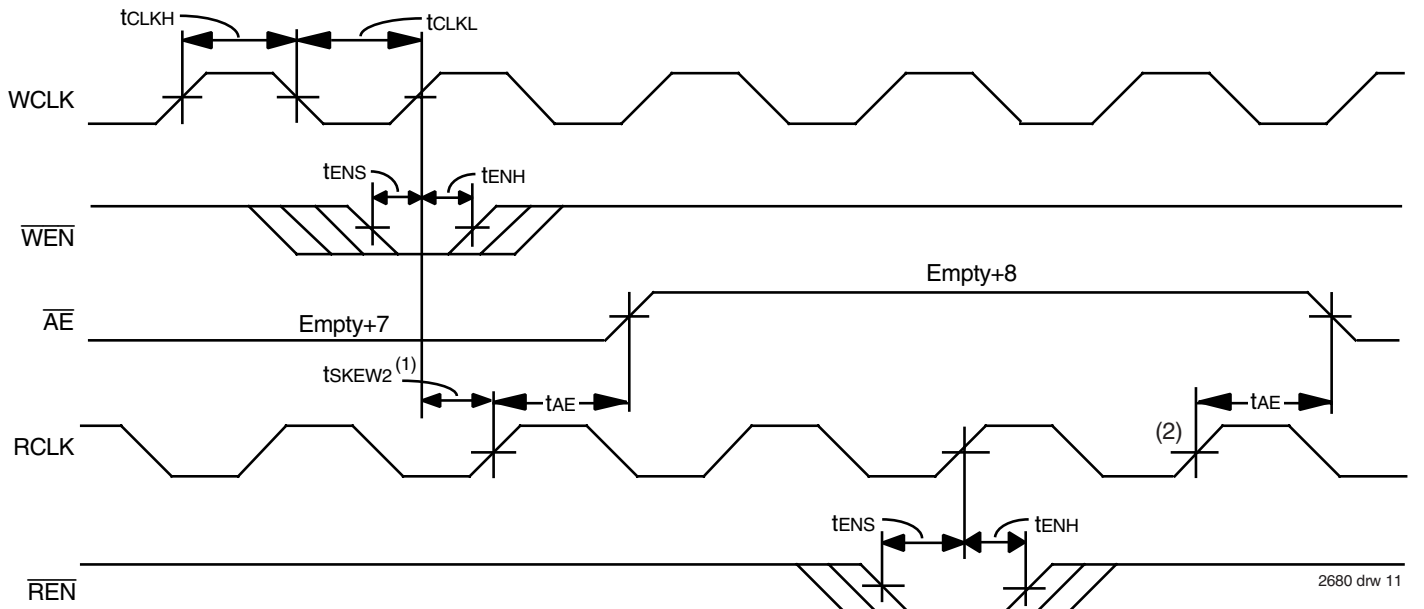 tCLKH
tCLKL
WCLK
tENS
tENH
WEN
Empty+8
AE
Empty+7
tSKEW2 (1)
tAE
tAE
RCLK
(2)
tENS
tENH
REN
2680 drw 11